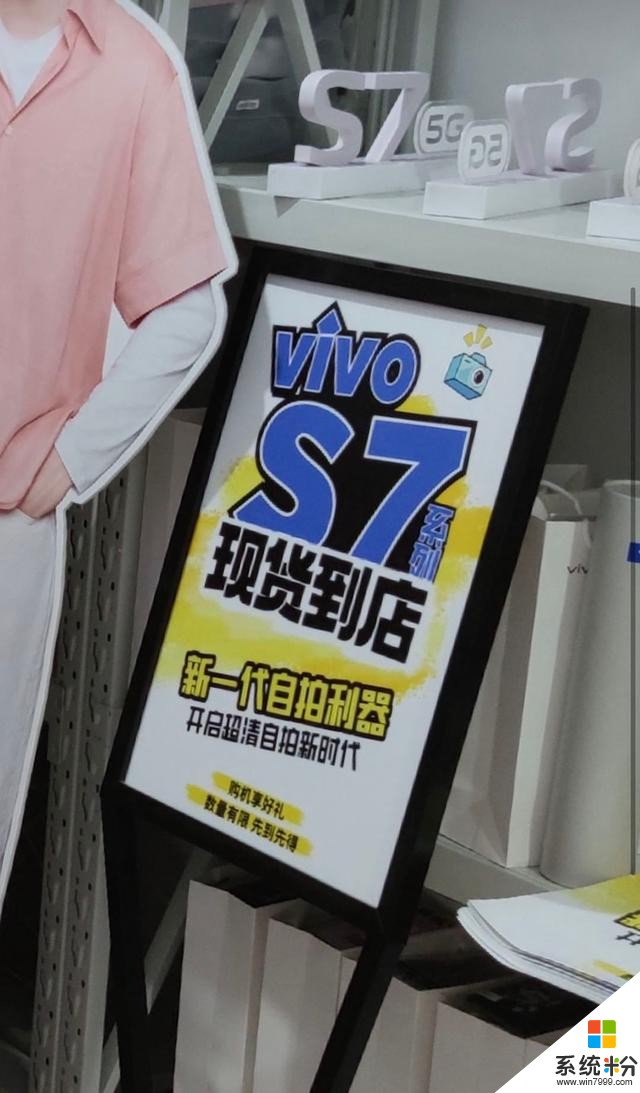 S7
5G
5G
S7
vivo
S7
系列
现货到店
新一代自拍利器
开启超清自拍新时代
购机享好礼
数量有限 先到先得
系统粉
www.win7999.com